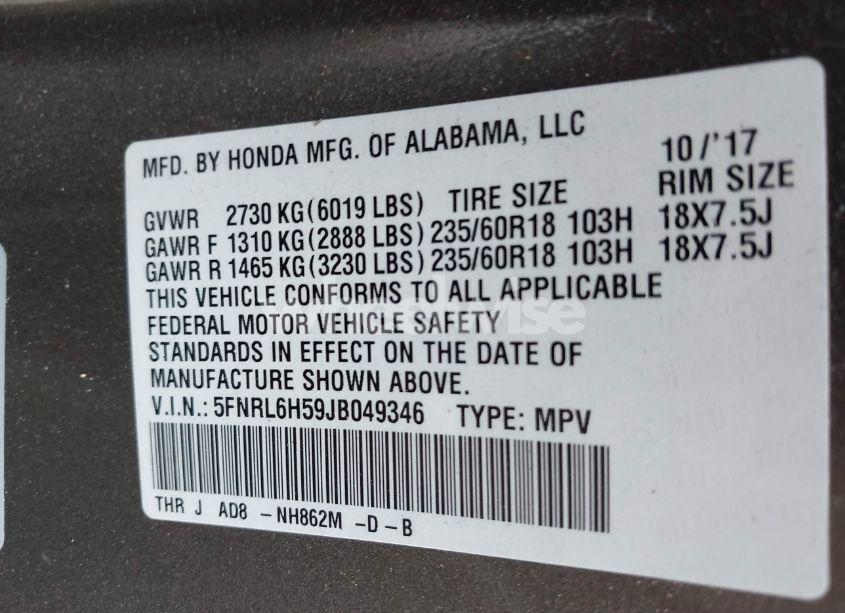 MFD. BY HONDA MFG. OF ALABAMA, LLC 10/'17
TIRE SIZE RIM SIZE
GVWR 2730 KG (6019 LBS)
GAWR F 1310 KG (2888 LBS) 235/60R18 103H 18X7.5J
GAWR R 1465 KG (3230 LBS) 235/60R18 103H 18X7.5J
THIS VEHICLE CONFORMS TO ALL APPLICABLE
FEDERAL MOTOR VEHICLE SAFETY
STANDARDS IN EFFECT ON THE DATE OF
MANUFACTURE SHOWN ABOVE.
V.I.N.: 5FNRL6H59JB049346 TYPE: MPV
THR J AD8 -NH862M -D-B